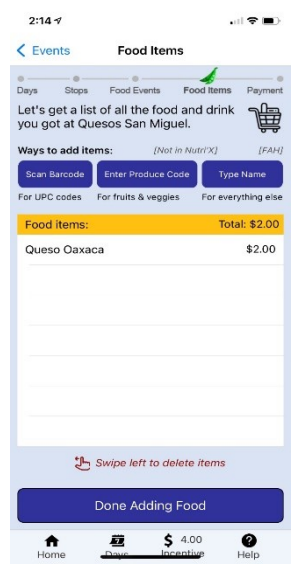 2:14
Events Food Items
Days Stops Food Events Food Items Payment
Let's get a list of all the food and drink
you got at Quesos San Miguel.
Ways to add items: [Not in Nutri'X] [FAH]
Scan Barcode Enter Produce Code Type Name
For UPC codes For fruits & veggies For everything else
Food items: Total: $2.00
Queso Oaxaca $2.00
Swipe left to delete items
Done Adding Food
$ 4.00
Home Days Incentive Help